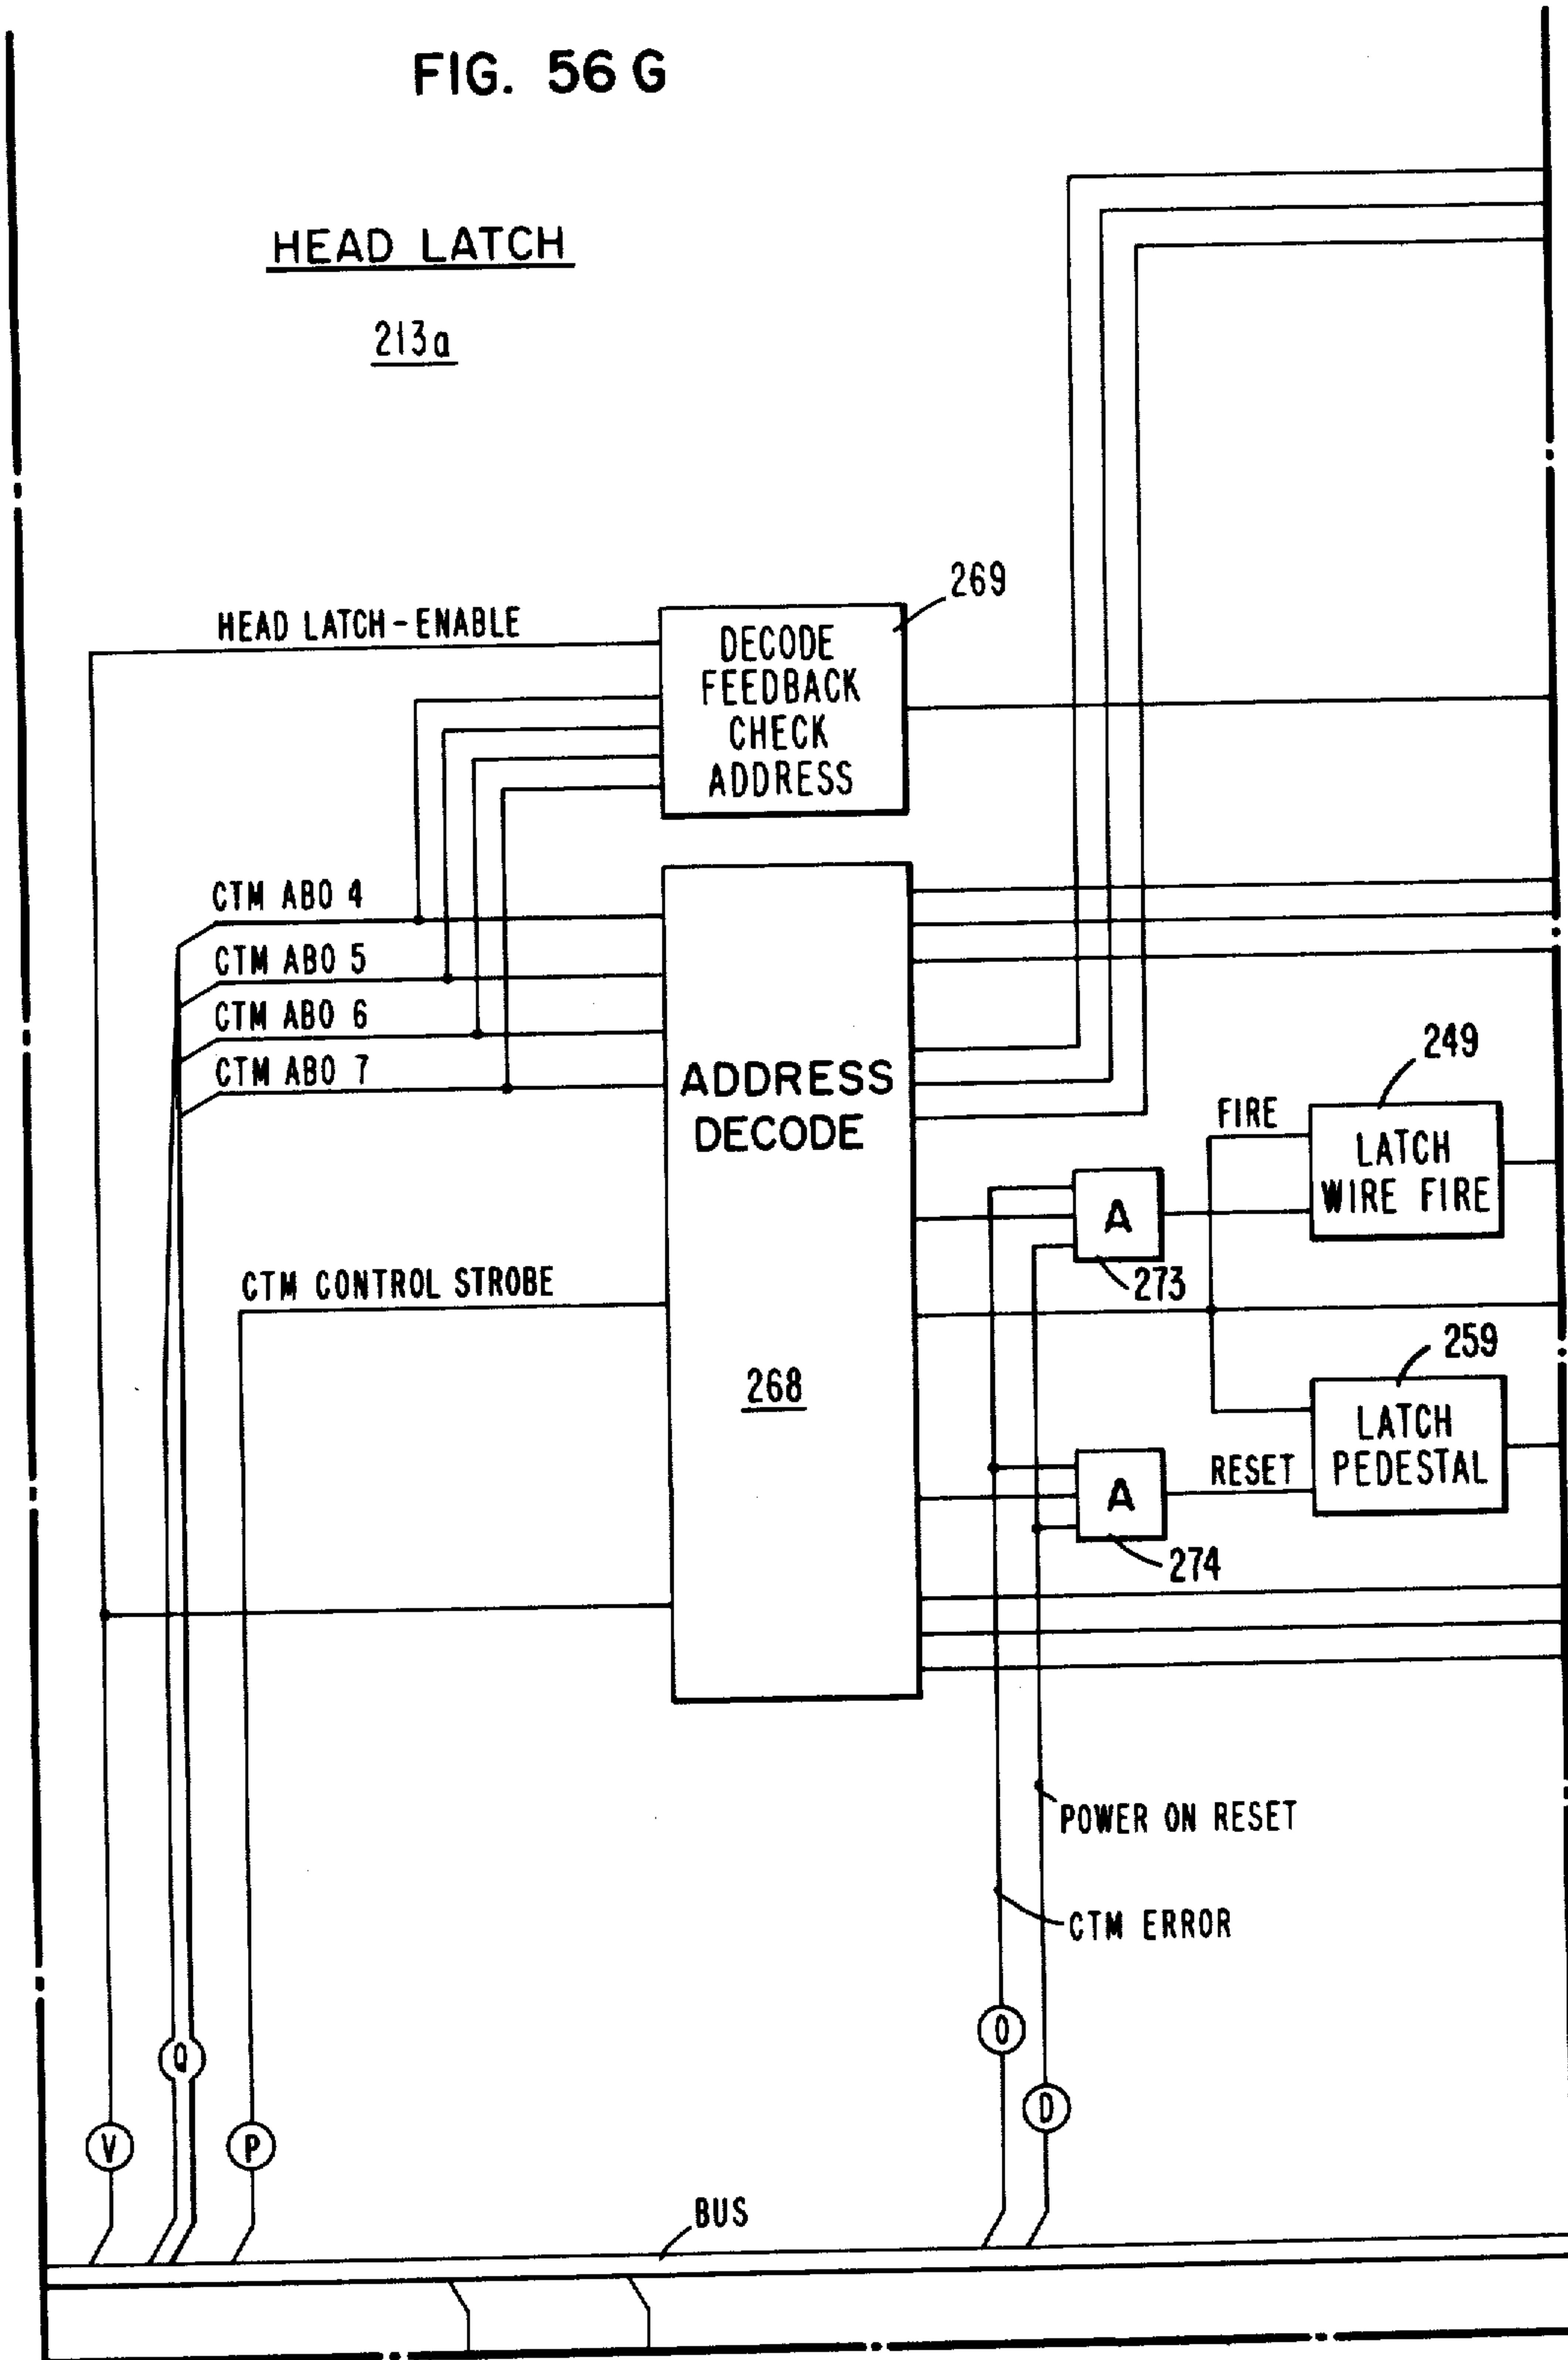 FIG. 56 G
HEAD LATCH
213a
269
HEAD LATCH-ENABLE
DECODE
FEEDBACK
CHECK
ADDRESS
CTM ABO 4
CTM ABO 5
CTM ABO 6
CTM ABO 7
ADDRESS
DECODE
268
249
FIRE
LATCH
WIRE FIRE
A
273
CTM CONTROL STROBE
259
LATCH
PEDESTAL
RESET
A
274
POWER ON RESET
CTM ERROR
O
Q
D
V
P
BUS